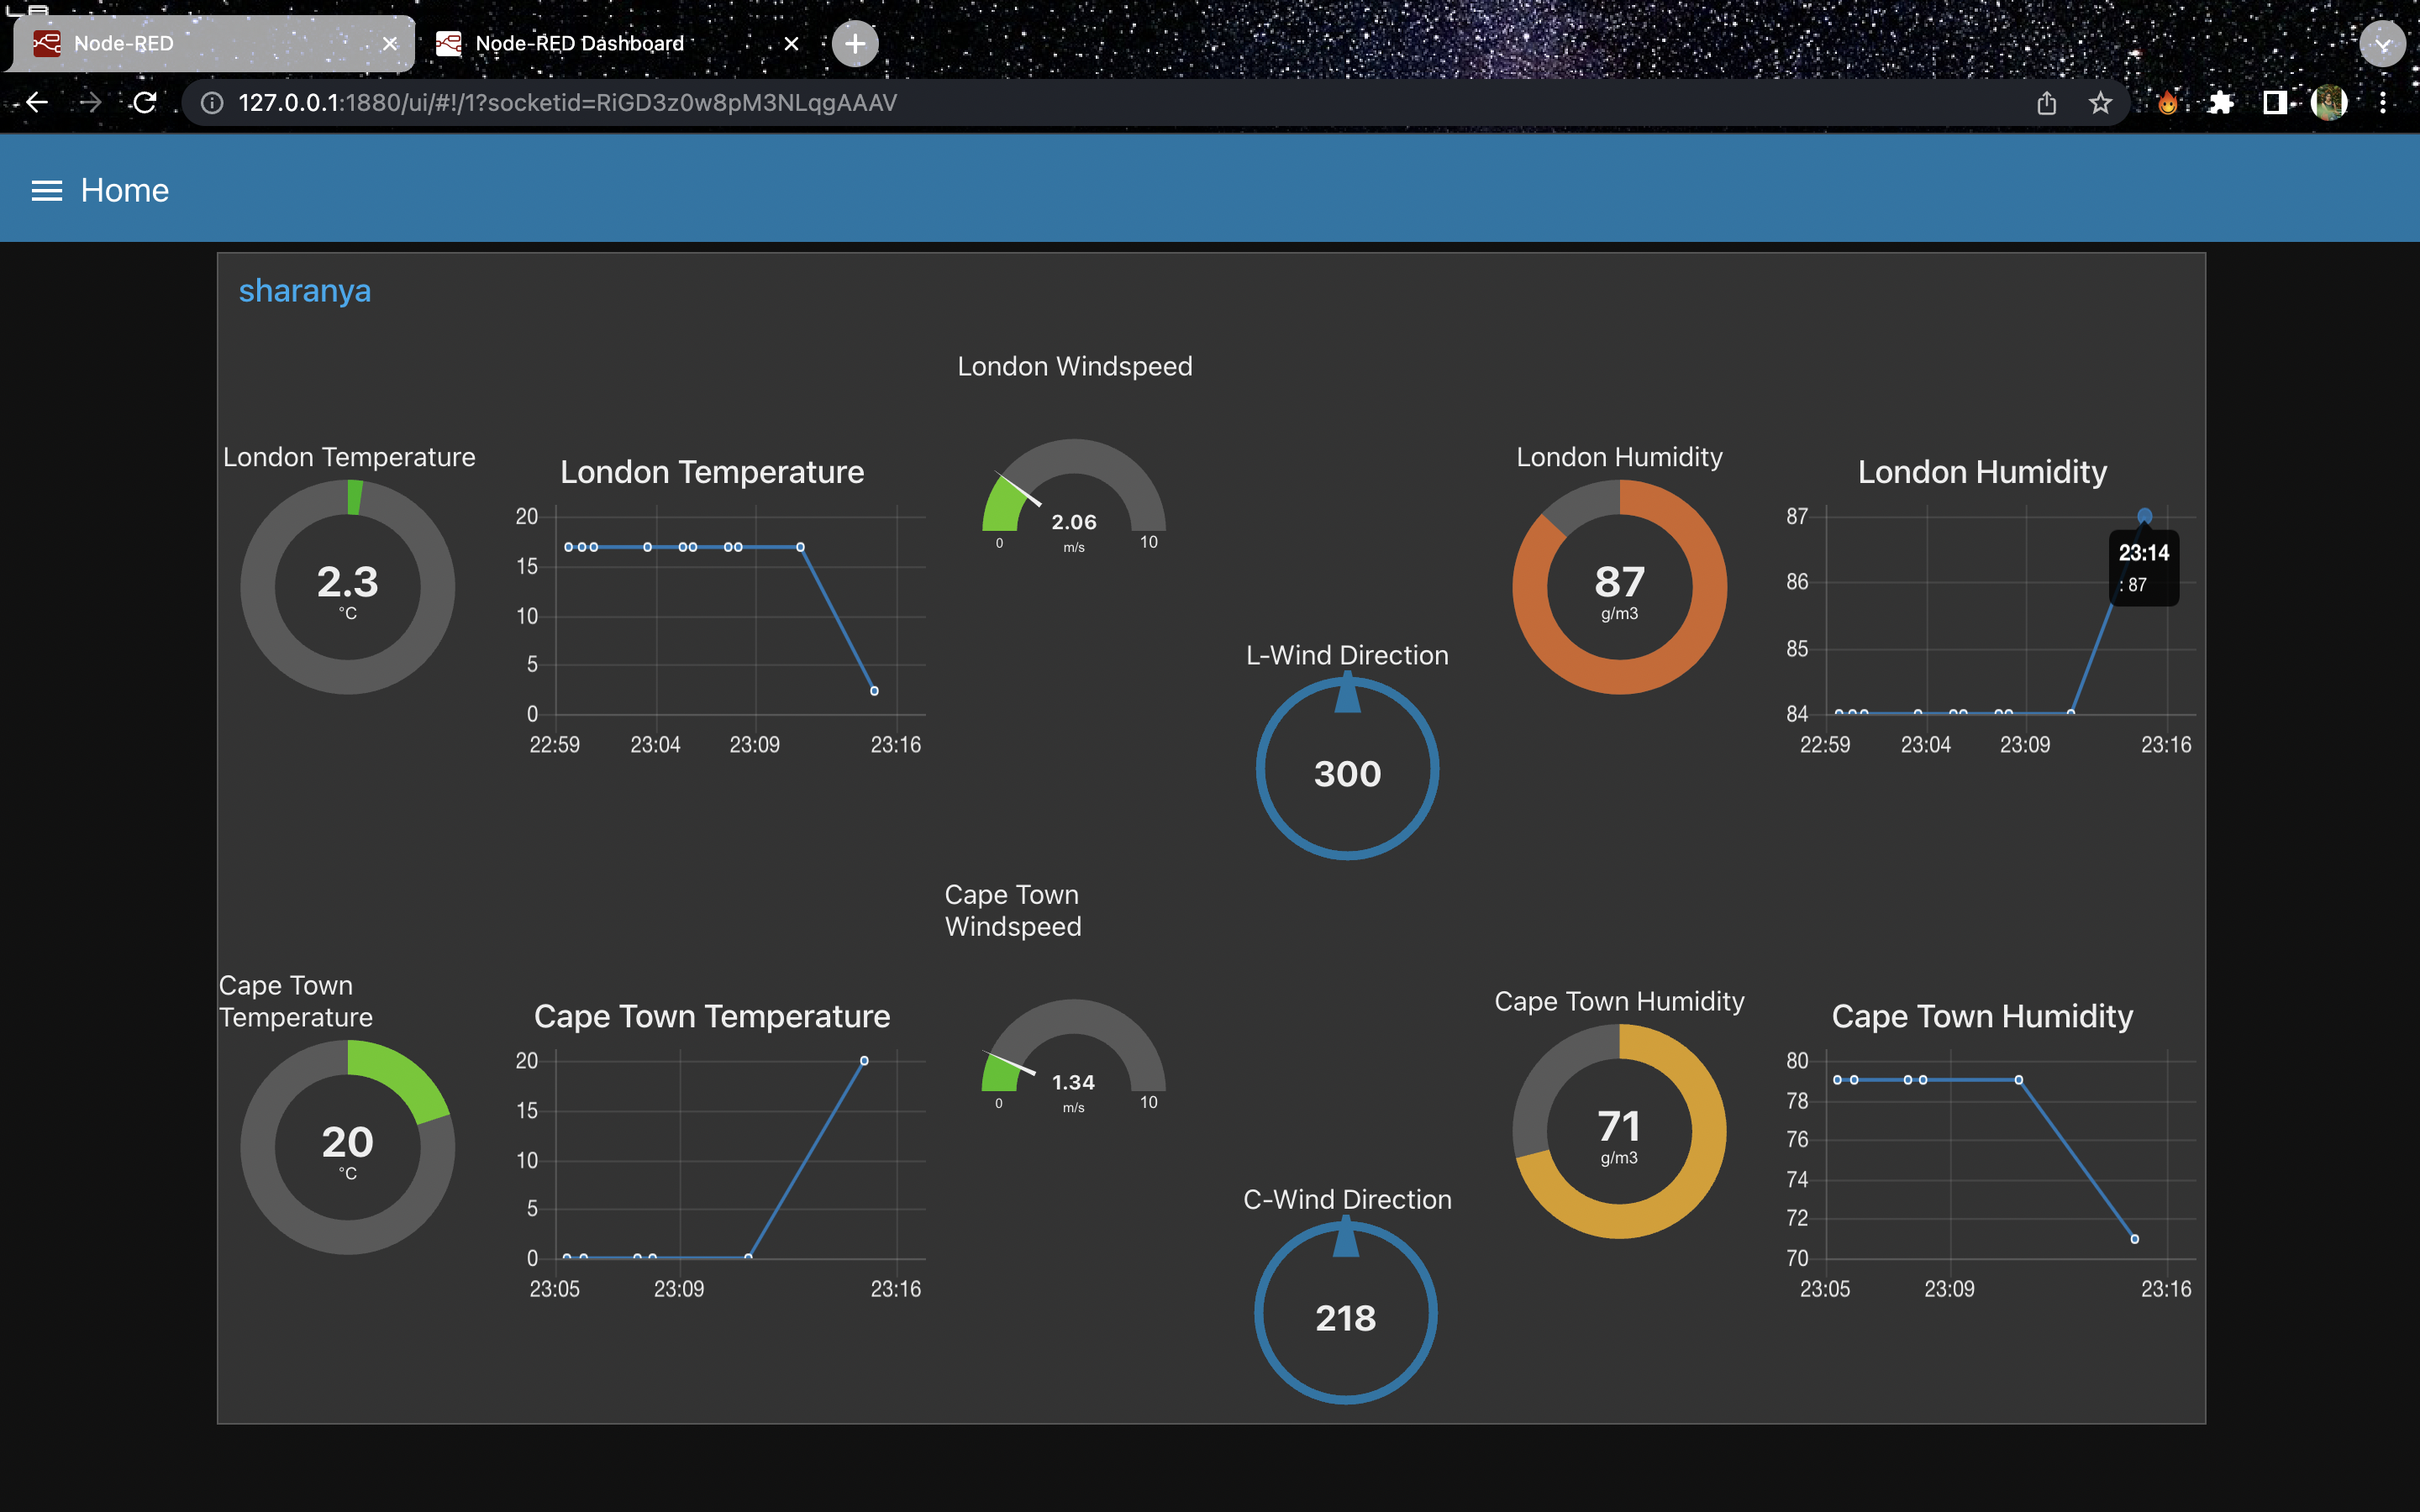 Node-RED
Node-RED Dashboard
127.0.0.1:1880/ui/#!/1?socketid=RiGD3z0w8pM3NLqgAAAV
Home
sharanya
London Temperature
2.3
°C
London Temperature
20
15
10
5
0
22:59 23:04 23:09 23:16
London Windspeed
2.06
m/s
0 10
L-Wind Direction
300
London Humidity
87
g/m3
London Humidity
87
86
85
84
22:59 23:04 23:09 23:16
23:14
: 87
Cape Town
Temperature
20
°C
Cape Town Temperature
20
15
10
5
0
23:05 23:09 23:16
Cape Town
Windspeed
1.34
m/s
0 10
C-Wind Direction
218
Cape Town Humidity
71
g/m3
Cape Town Humidity
80
78
76
74
72
70
23:05 23:09 23:16